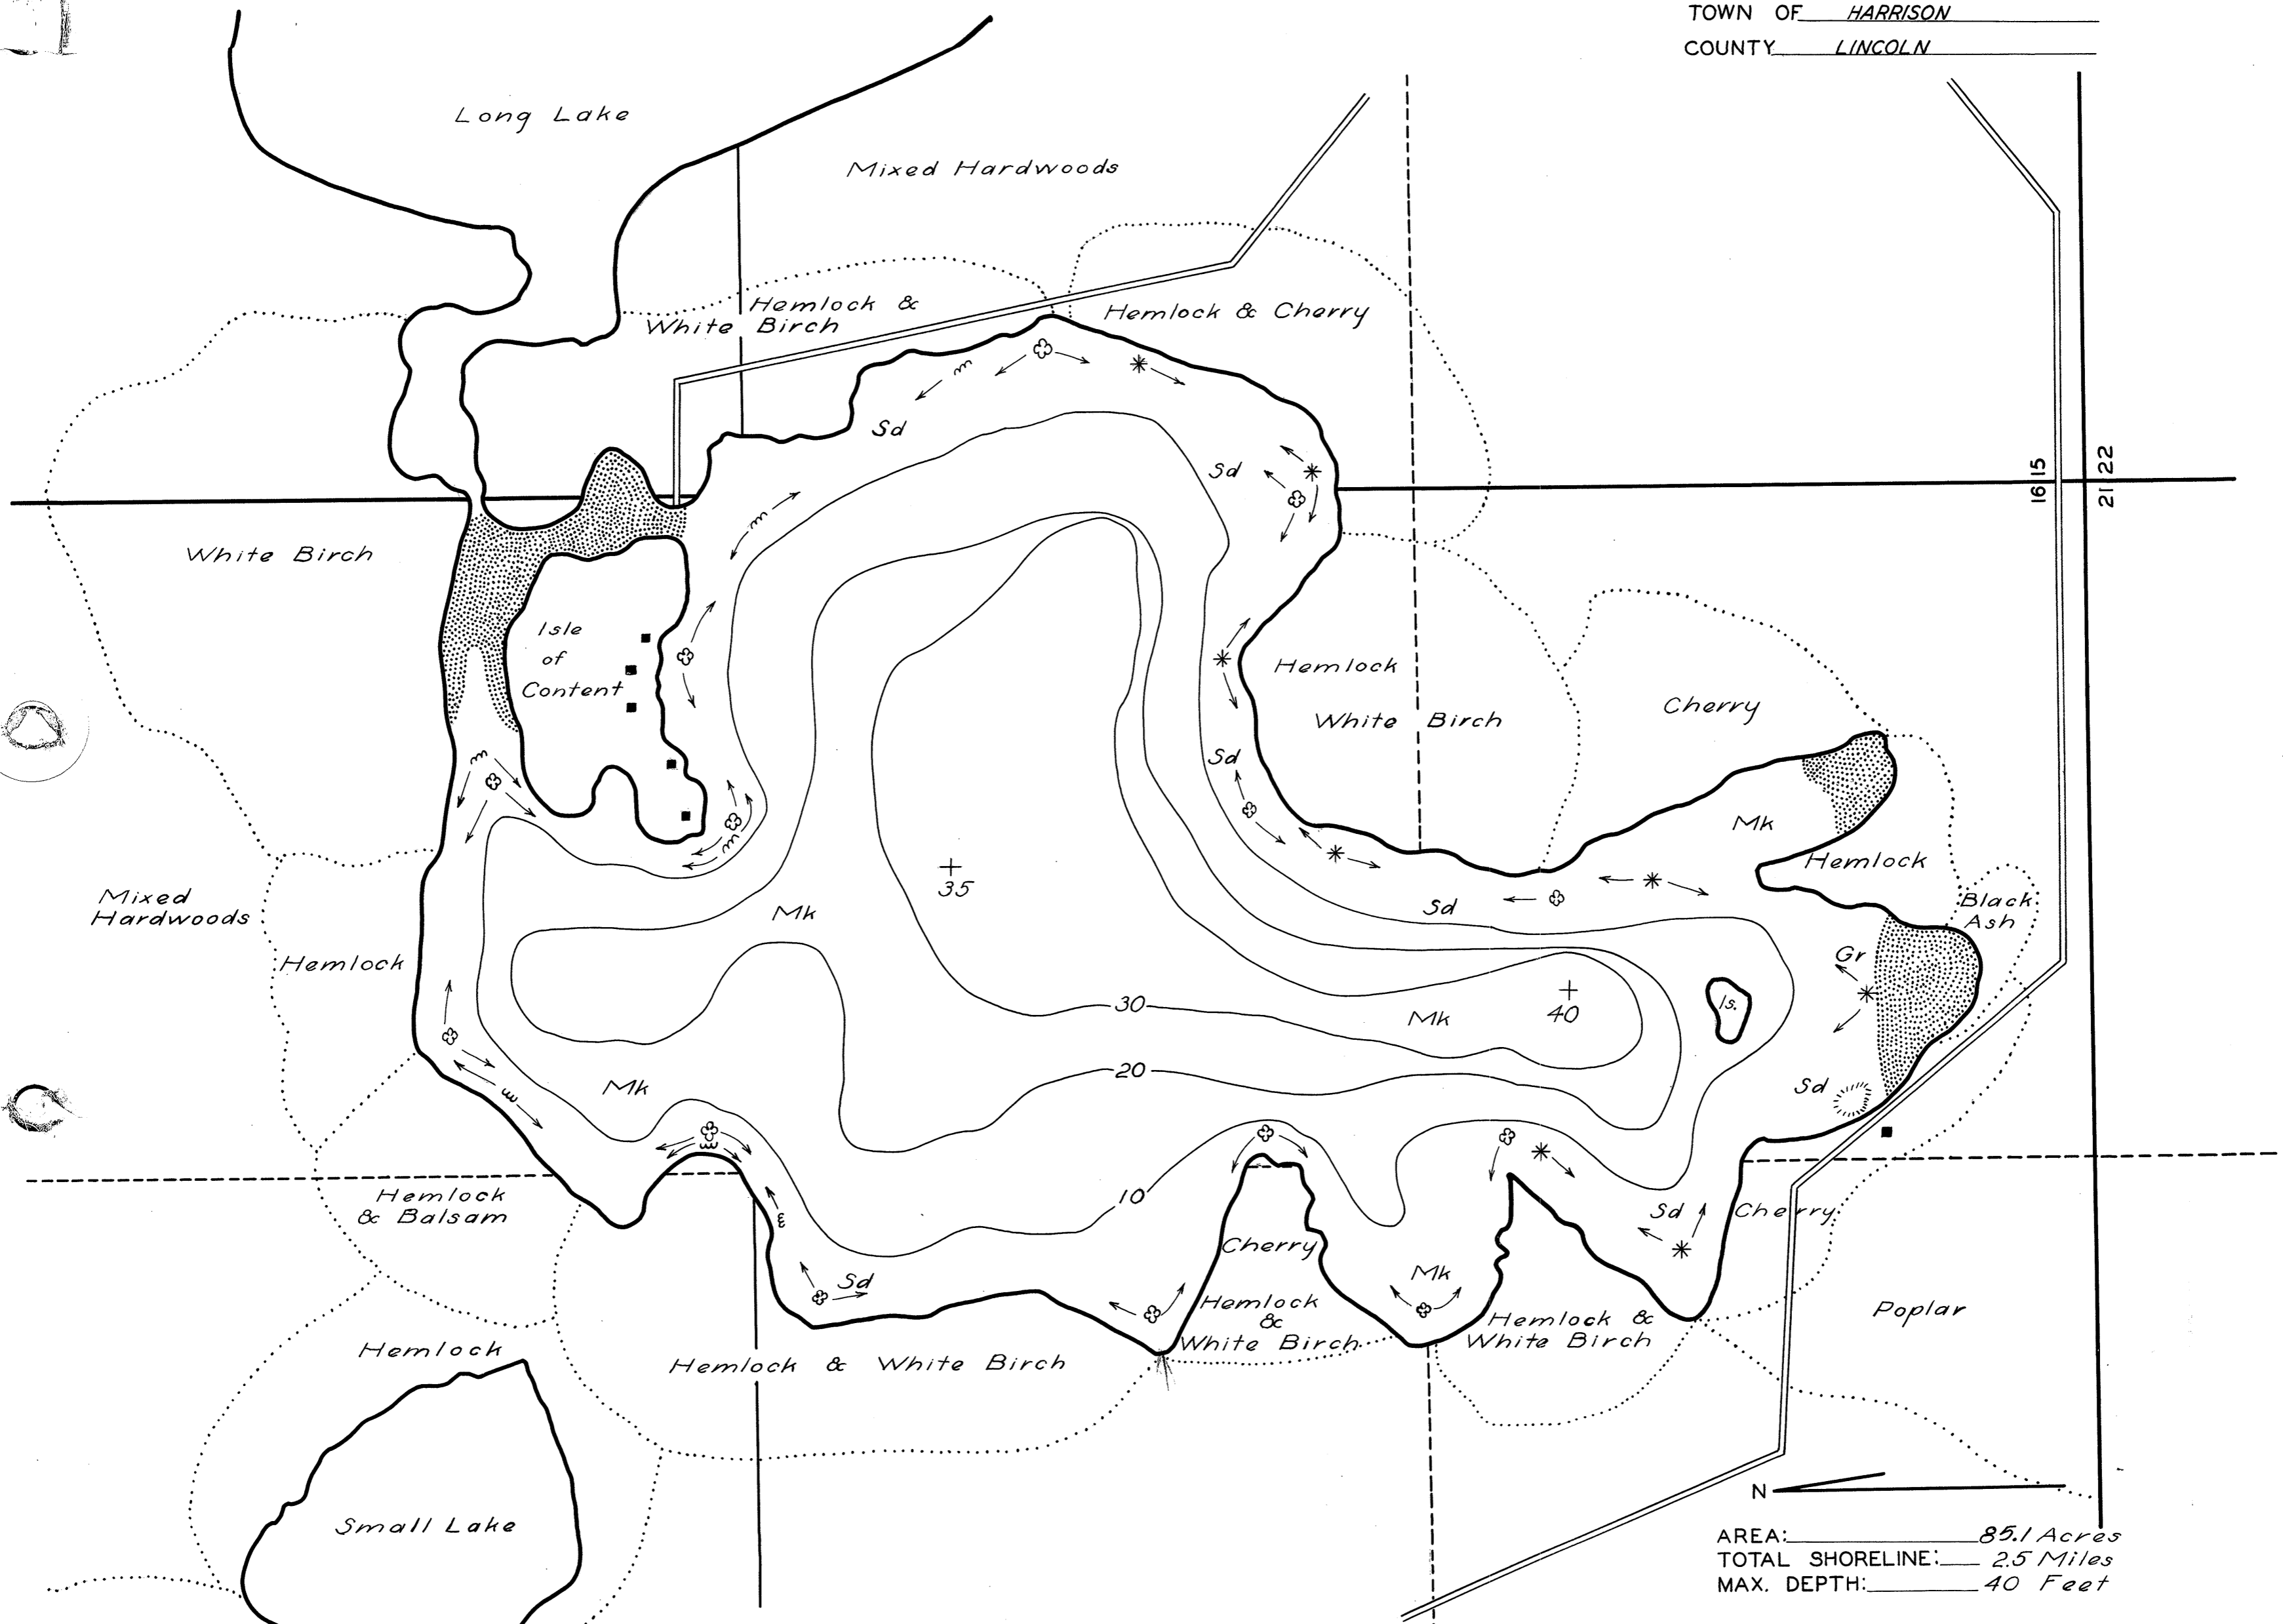 TOWN OF HARRISON
COUNTY LINCOLN
Long Lake
Mixed Hardwoods
Hemlock &
White Birch
Hemlock & Cherry
Sd
Sd
16 15
21 22
White Birch
Isle
of
Content
Hemlock
White Birch
Cherry
Sd
Mk
Hemlock
35
Mixed
Hardwoods
Mk
Sd
Black
Ash
Hemlock
Gr
Is.
30
Mk
40
20
Mk
Sd
10
Hemlock
& Balsam
Sd
Cherry
Cherry
Mk
Sd
Hemlock
&
White Birch
Hemlock &
White Birch
Poplar
Hemlock
Hemlock & White Birch
N
Small Lake
AREA: 85.1 Acres
TOTAL SHORELINE: 2.5 Miles
MAX. DEPTH: 40 Feet